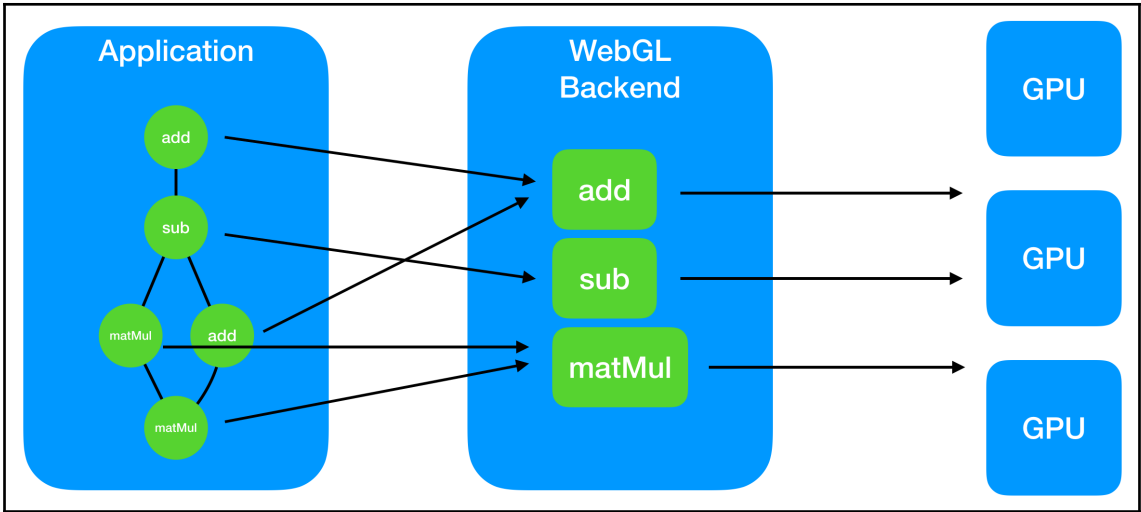 Application
add
sub
matMul
add
matMul
WebGL
Backend
add
sub
matMul
GPU
GPU
GPU